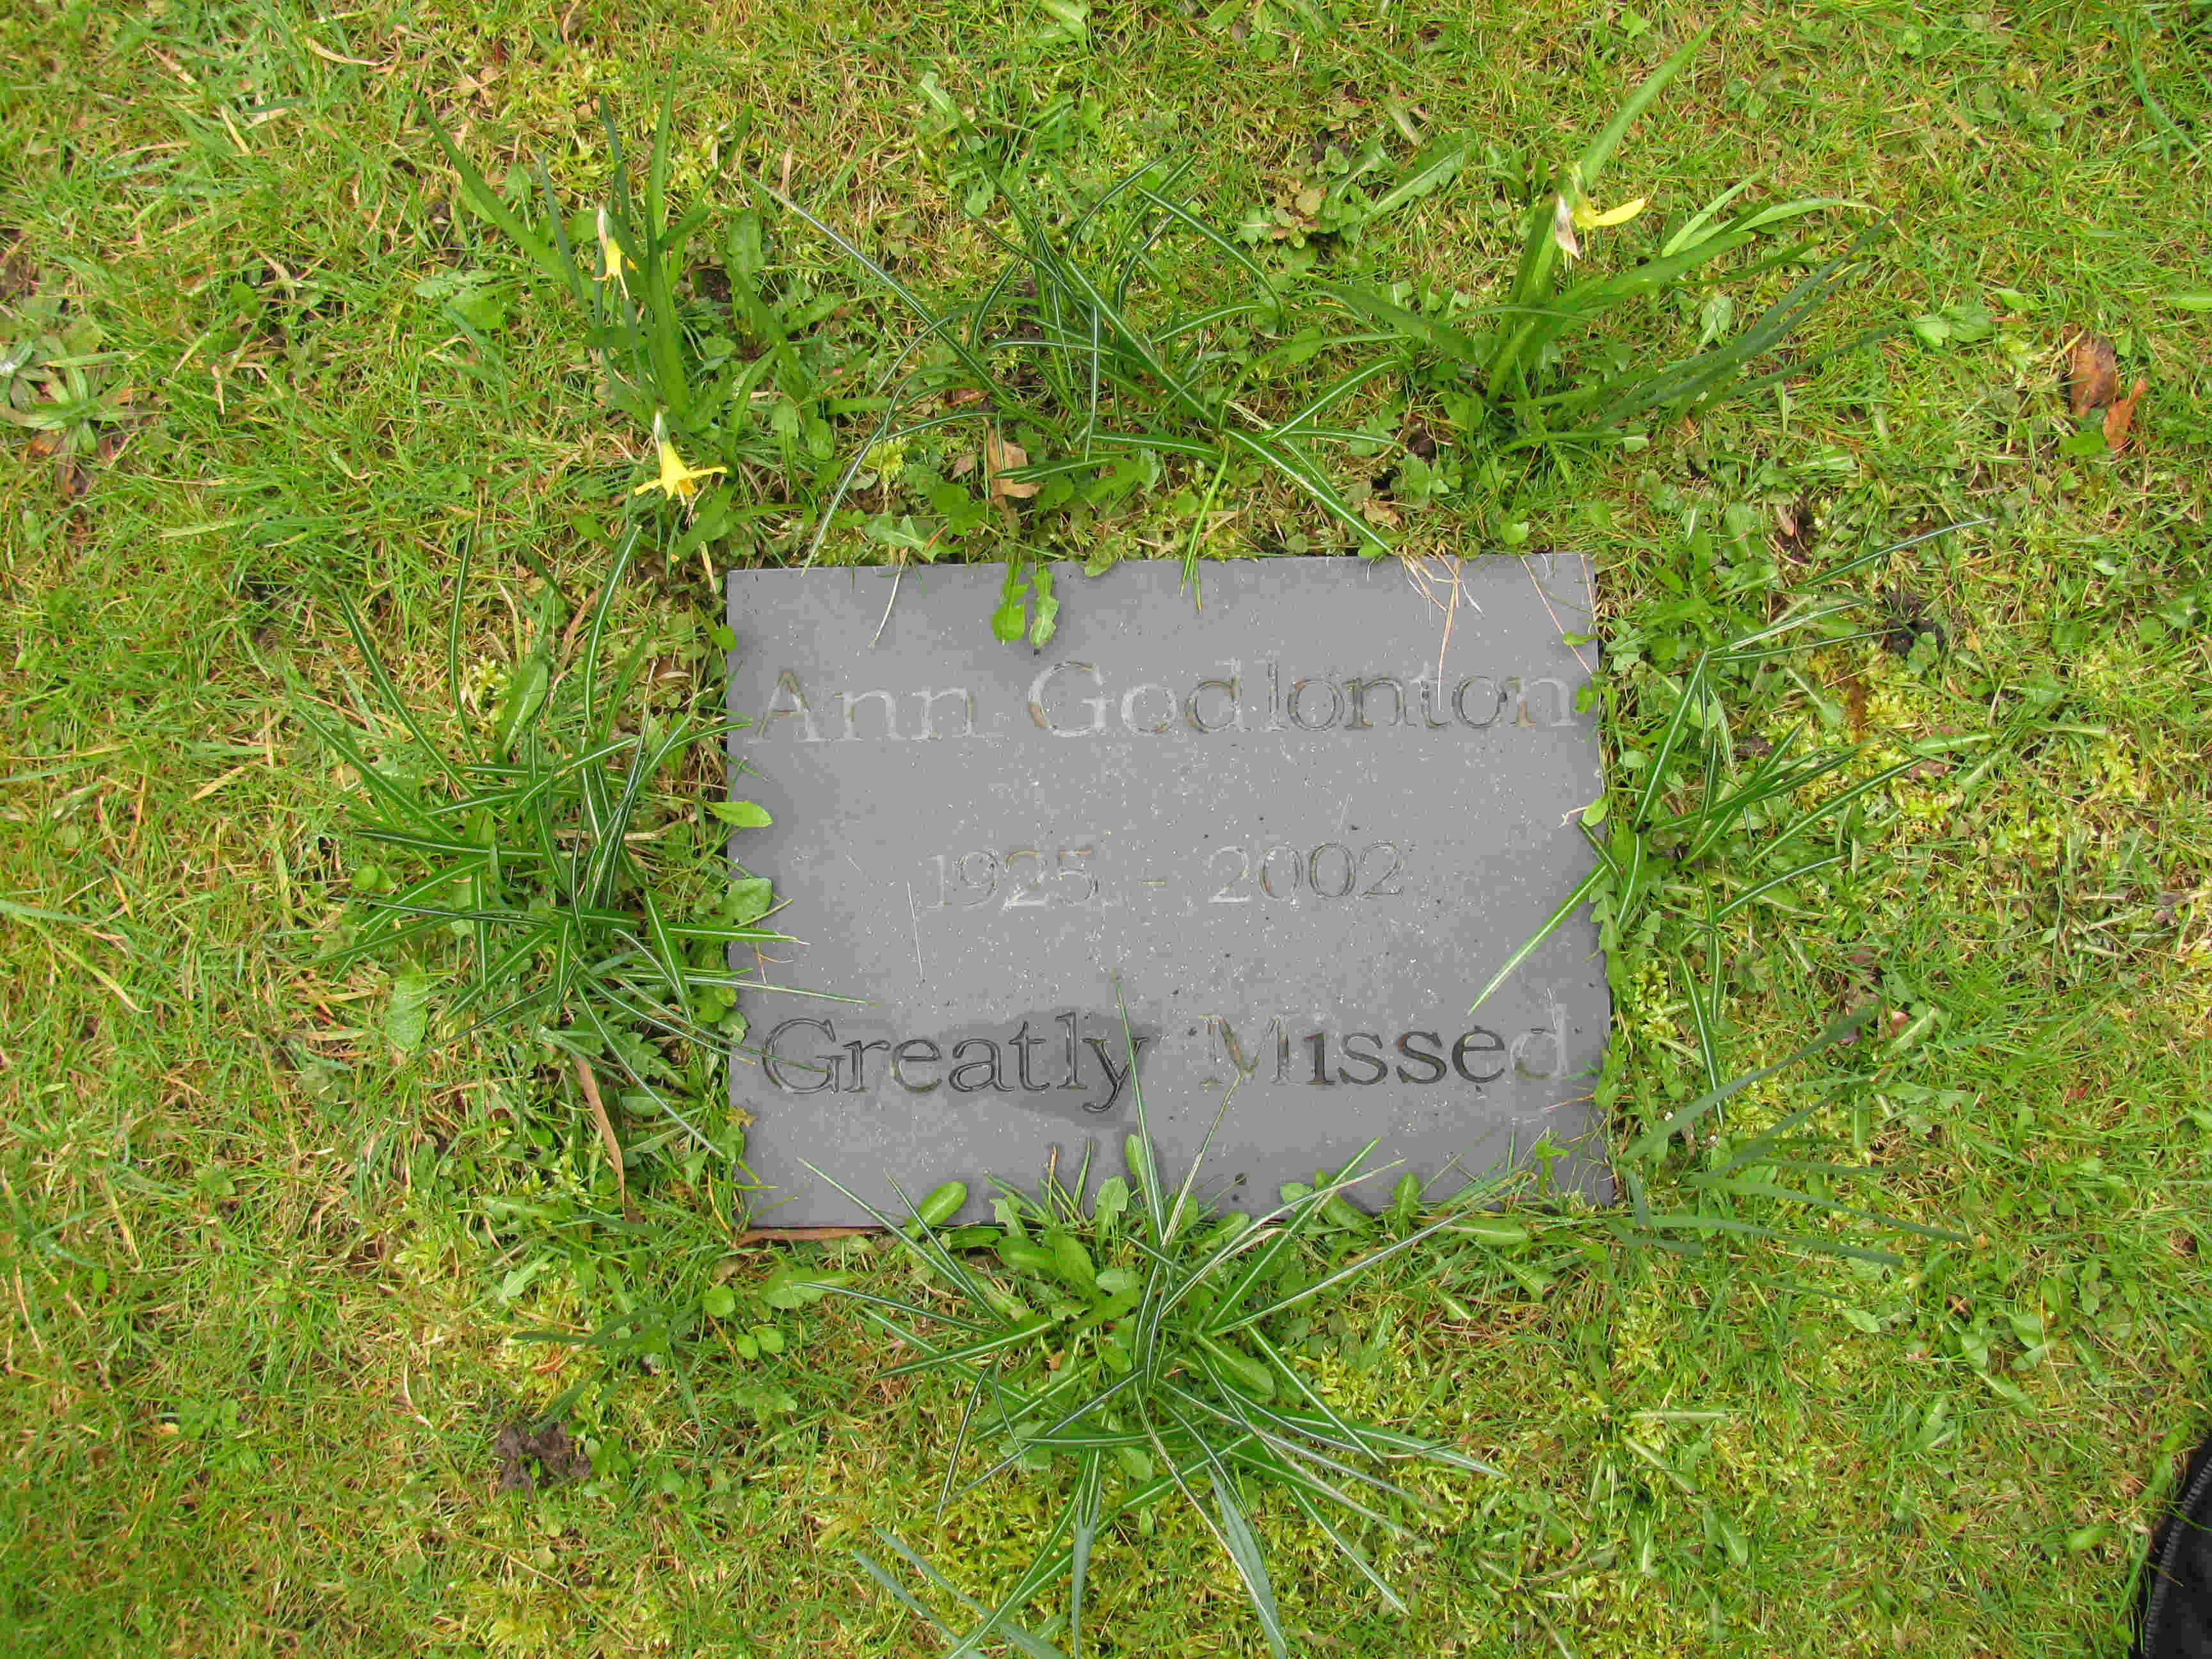 Ann Godlonton
1925 - 2002
Greatly Missed